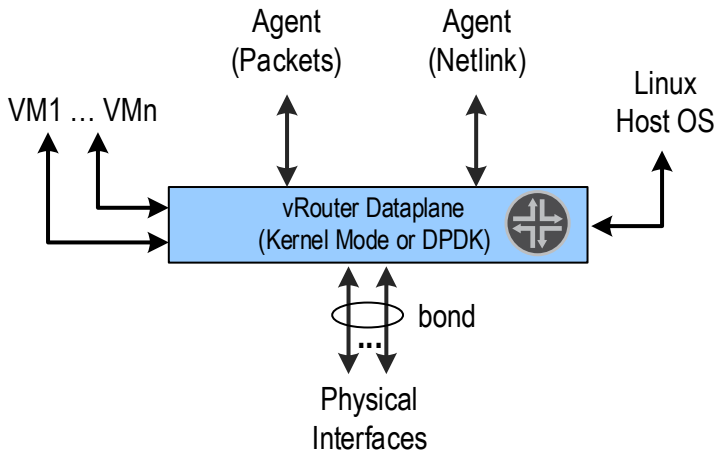 Agent
(Packets)
Agent
(Netlink)
Linux
Host OS
VM1 ... VMn
vRouter Dataplane
(Kernel Mode or DPDK)
bond
...
Physical
Interfaces